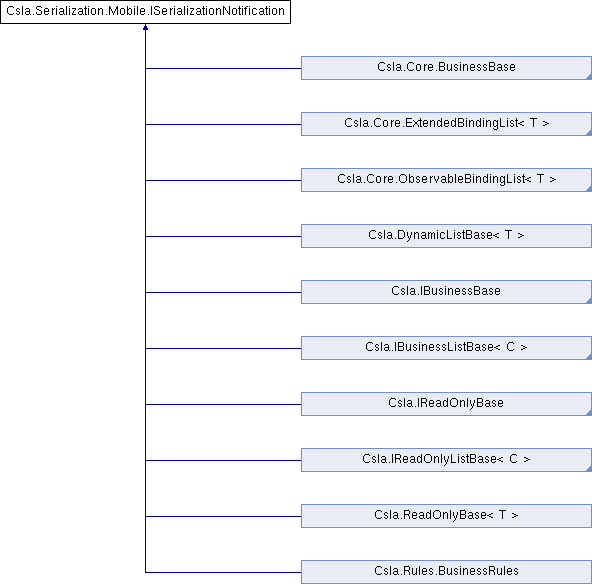 Csla.Serialization.Mobile.ISerializationNotification
Csla.Core.BusinessBase
Csla.Core.ExtendedBindingList< T >
Csla.Core.ObservableBindingList< T >
Csla.DynamicListBase< T >
Csla.IBusinessBase
Csla.IBusinessListBase< C >
Csla.IReadOnlyBase
Csla.IReadOnlyListBase< C >
Csla.ReadOnlyBase< T >
Csla.Rules.BusinessRules